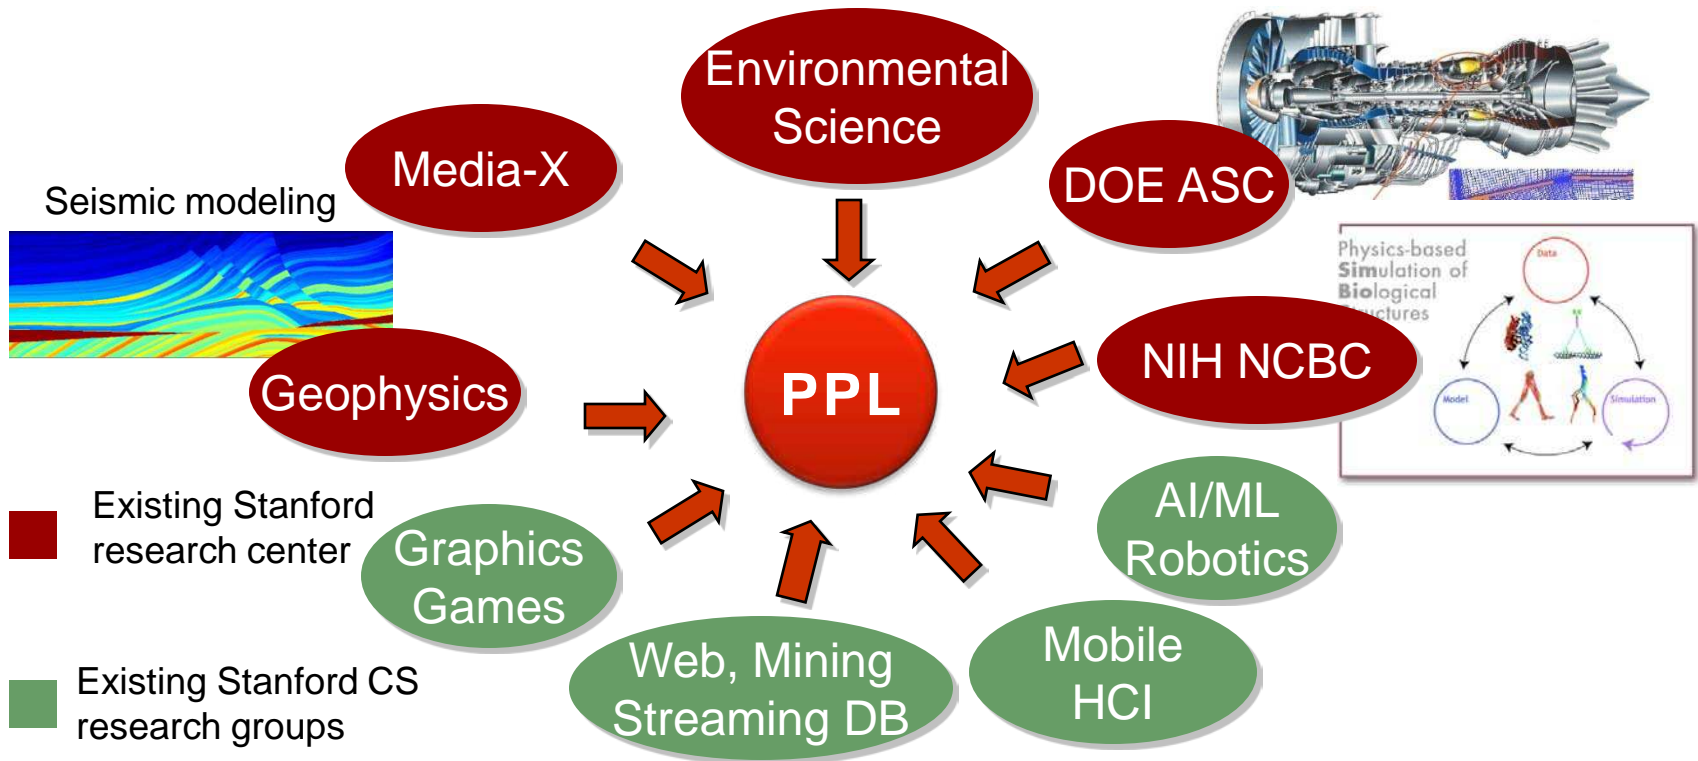 Environmental
Science
Media-X
DOE ASC
Seismic modeling
Physics-based
Simulation of
Biological
Structures
Data
Model
Simulation
NIH NCBC
Geophysics
PPL
Existing Stanford
research center
Graphics
Games
AI/ML
Robotics
Web, Mining
Streaming DB
Mobile
HCI
Existing Stanford CS
research groups